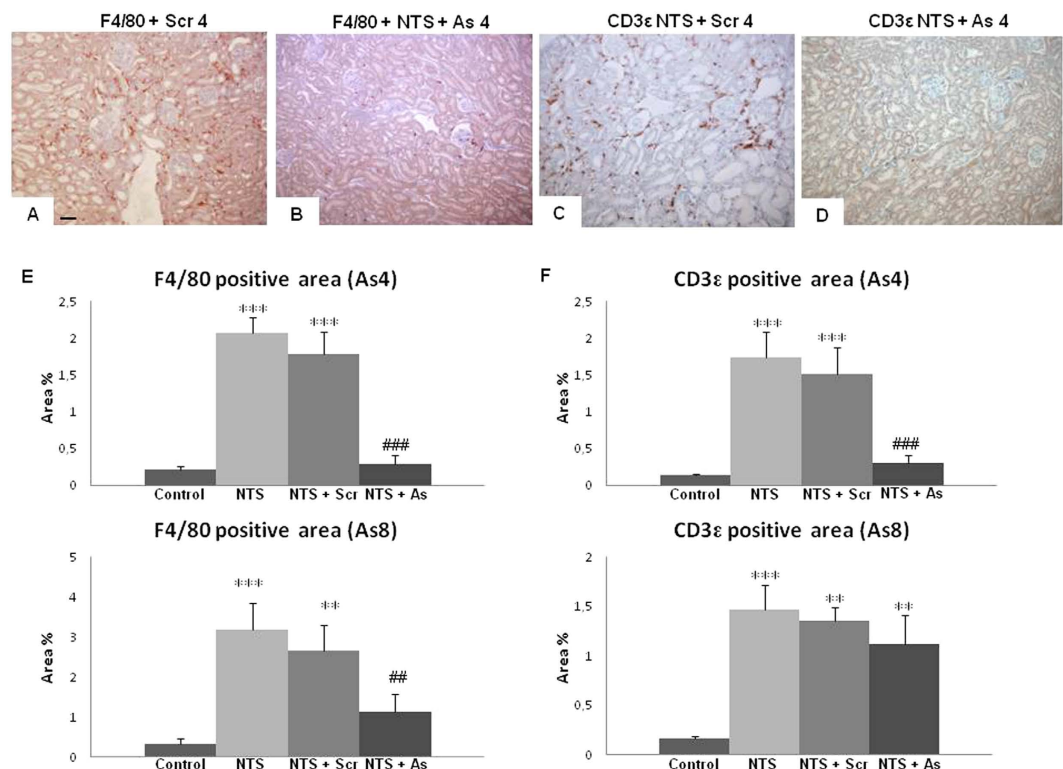 F4/80 + Scr 4
F4/80 + NTS + As 4
CD3ε NTS + Scr 4
CD3ε NTS + As 4
A
B
C
D
E
F4/80 positive area (As4)
2,5
2
1,5
1
0,5
0
Area %
***
***
###
Control NTS NTS + Scr NTS + As
F
CD3ε positive area (As4)
2,5
2
1,5
1
0,5
0
Area %
***
***
###
Control NTS NTS + Scr NTS + As
F4/80 positive area (As8)
5
4
3
2
1
0
Area %
***
**
##
Control NTS NTS + Scr NTS + As
CD3ε positive area (As8)
2
1,5
1
0,5
0
Area %
***
**
**
Control NTS NTS + Scr NTS + As